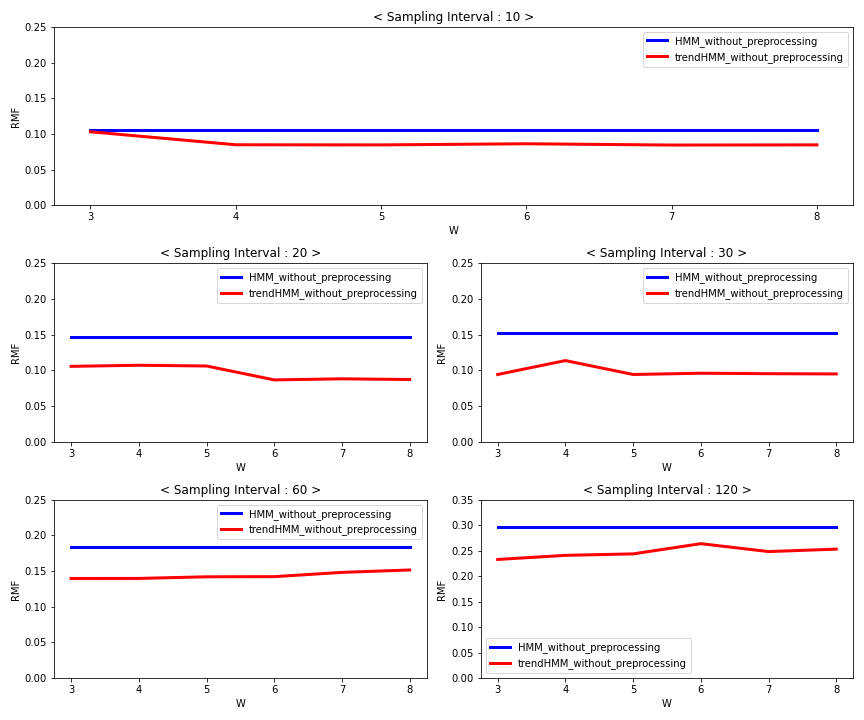 < Sampling Interval : 10 >
0.25
0.20
0.15
0.10
0.05
0.00
RMF
HMM_without_preprocessing
trendHMM_without_preprocessing
3 4 5 6 7 8
W
< Sampling Interval : 20 >
0.25
0.20
0.15
0.10
0.05
0.00
RMF
HMM_without_preprocessing
trendHMM_without_preprocessing
3 4 5 6 7 8
W
< Sampling Interval : 30 >
0.25
0.20
0.15
0.10
0.05
0.00
RMF
HMM_without_preprocessing
trendHMM_without_preprocessing
3 4 5 6 7 8
W
< Sampling Interval : 60 >
0.25
0.20
0.15
0.10
0.05
0.00
RMF
HMM_without_preprocessing
trendHMM_without_preprocessing
3 4 5 6 7 8
W
< Sampling Interval : 120 >
0.35
0.30
0.25
0.20
0.15
0.10
0.05
0.00
RMF
HMM_without_preprocessing
trendHMM_without_preprocessing
3 4 5 6 7 8
W